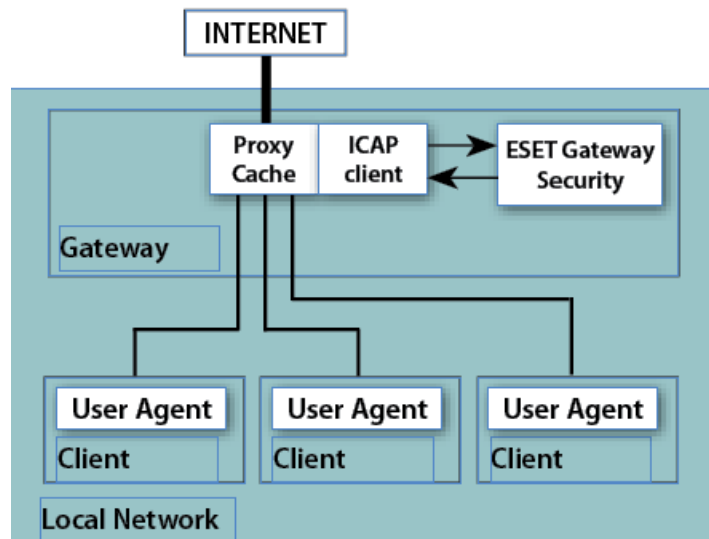 INTERNET
Proxy
Cache
ICAP
client
ESET Gateway
Security
Gateway
User Agent
Client
User Agent
Client
User Agent
Client
Local Network